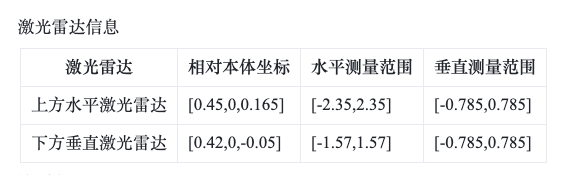 激光雷达信息
激光雷达 相对本体坐标 水平测量范围 垂直测量范围
上方水平激光雷达 [0.45,0,0.165] [-2.35,2.35] [-0.785,0.785]
下方垂直激光雷达 [0.42,0,-0.05] [-1.57,1.57] [-0.785,0.785]